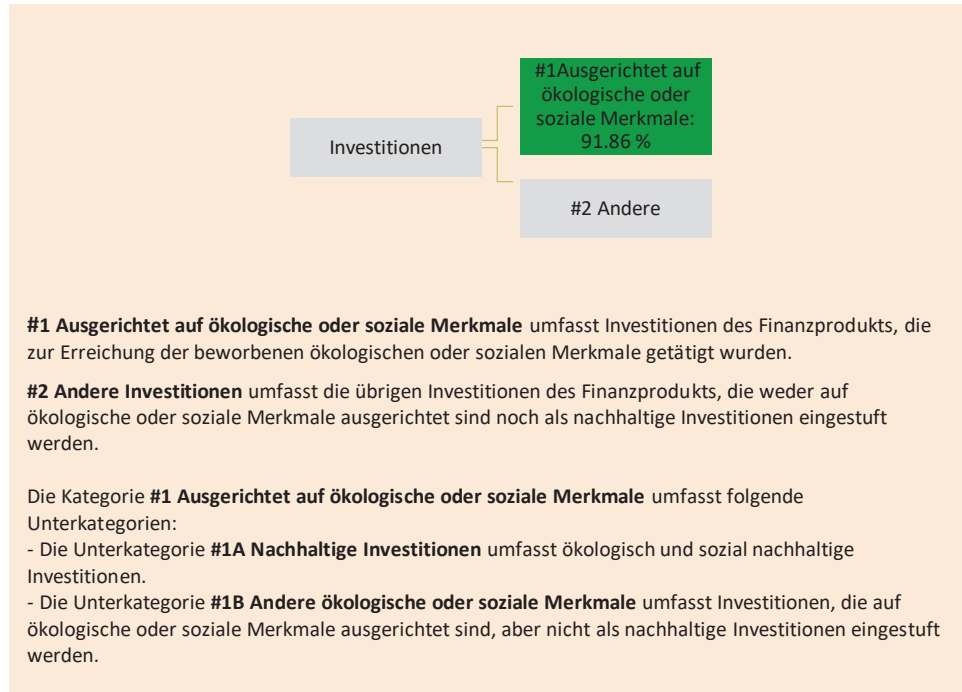 #1Ausgerichtet auf
ökologische oder
soziale Merkmale:
91.86 %
Investitionen
#2 Andere
#1 Ausgerichtet auf ökologische oder soziale Merkmale umfasst Investitionen des Finanzprodukts, die
zur Erreichung der beworbenen ökologischen oder sozialen Merkmale getätigt wurden.
#2 Andere Investitionen umfasst die übrigen Investitionen des Finanzprodukts, die weder auf
ökologische oder soziale Merkmale ausgerichtet sind noch als nachhaltige Investitionen eingestuft
werden.
Die Kategorie #1 Ausgerichtet auf ökologische oder soziale Merkmale umfasst folgende
Unterkategorien:
- Die Unterkategorie #1A Nachhaltige Investitionen umfasst ökologisch und sozial nachhaltige
Investitionen.
- Die Unterkategorie #1B Andere ökologische oder soziale Merkmale umfasst Investitionen, die auf
ökologische oder soziale Merkmale ausgerichtet sind, aber nicht als nachhaltige Investitionen eingestuft
werden.